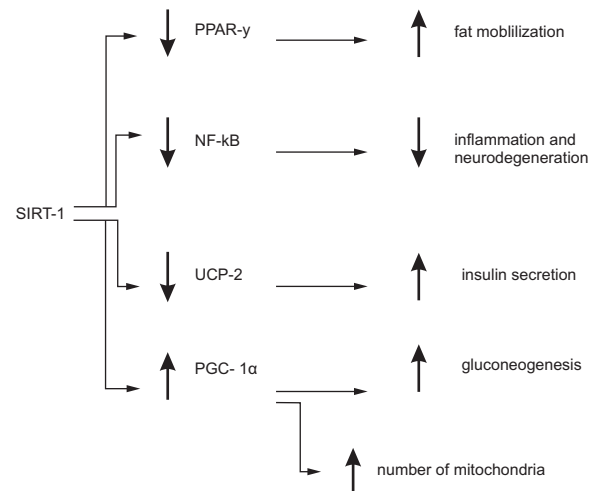 PPAR-y
fat moblilization
NF-kB
inflammation and
neurodegeneration
SIRT-1
UCP-2
insulin secretion
PGC- 1α
gluconeogenesis
number of mitochondria